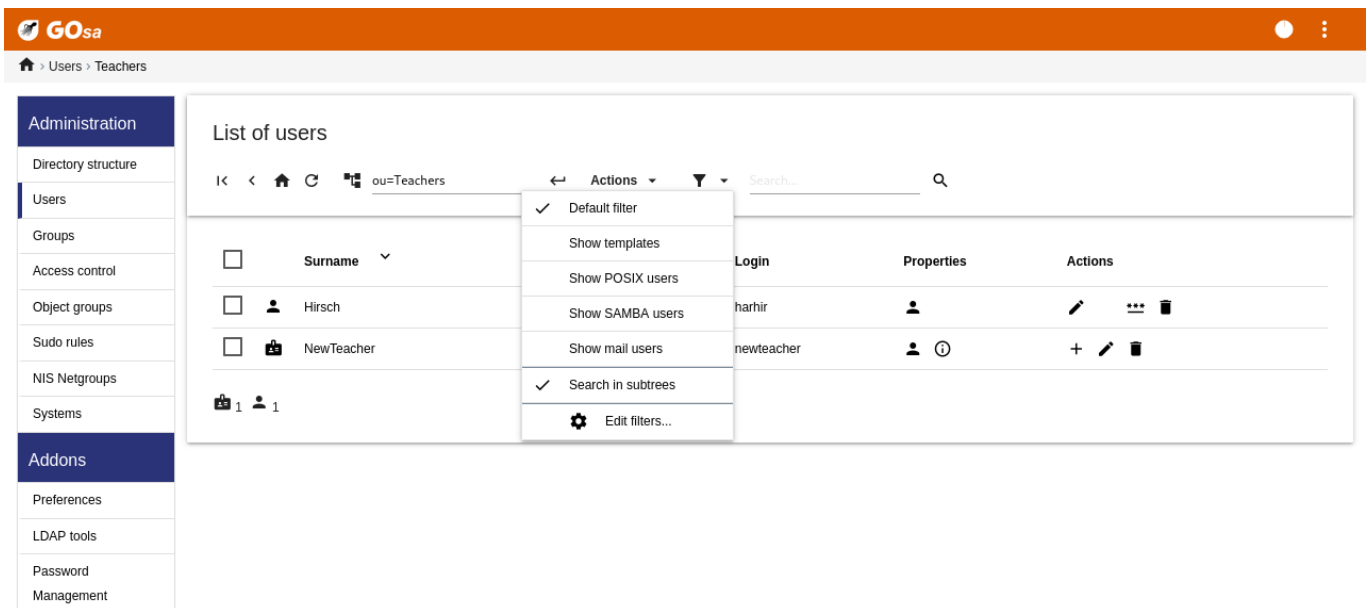 GOsa
Users › Teachers
Administration
Directory structure
Users
Groups
Access control
Object groups
Sudo rules
NIS Netgroups
Systems
Addons
Preferences
LDAP tools
Password
Management
List of users
ou=Teachers Actions Search...
Default filter
Show templates
Show POSIX users
Show SAMBA users
Show mail users
Search in subtrees
Edit filters...
Surname Login Properties Actions
Hirsch harhir
NewTeacher newteacher
1 1